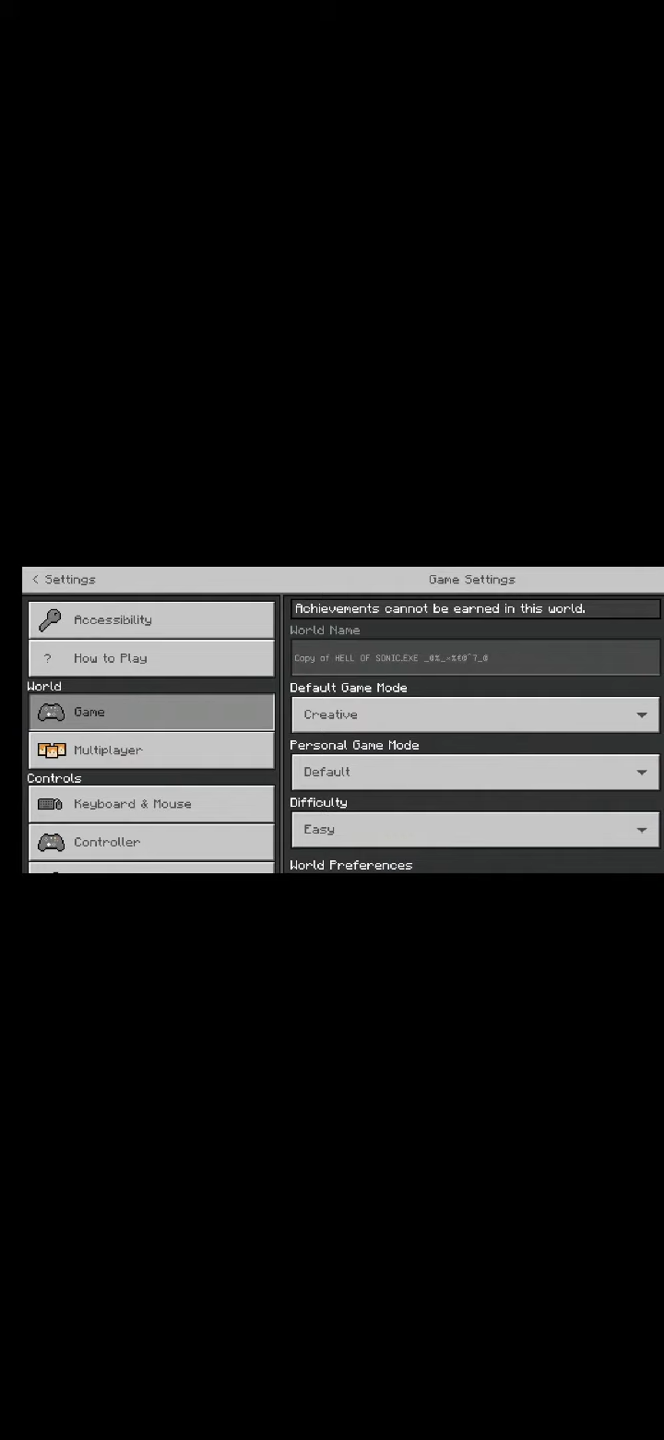 < Settings
Game Settings
Accessibility
? How to Play
World
Game
Multiplayer
Controls
Keyboard & Mouse
Controller
Achievements cannot be earned in this world.
World Name
Copy of HELL OF SONIC.EXE
Default Game Mode
Creative
Personal Game Mode
Default
Difficulty
Easy
World Preferences